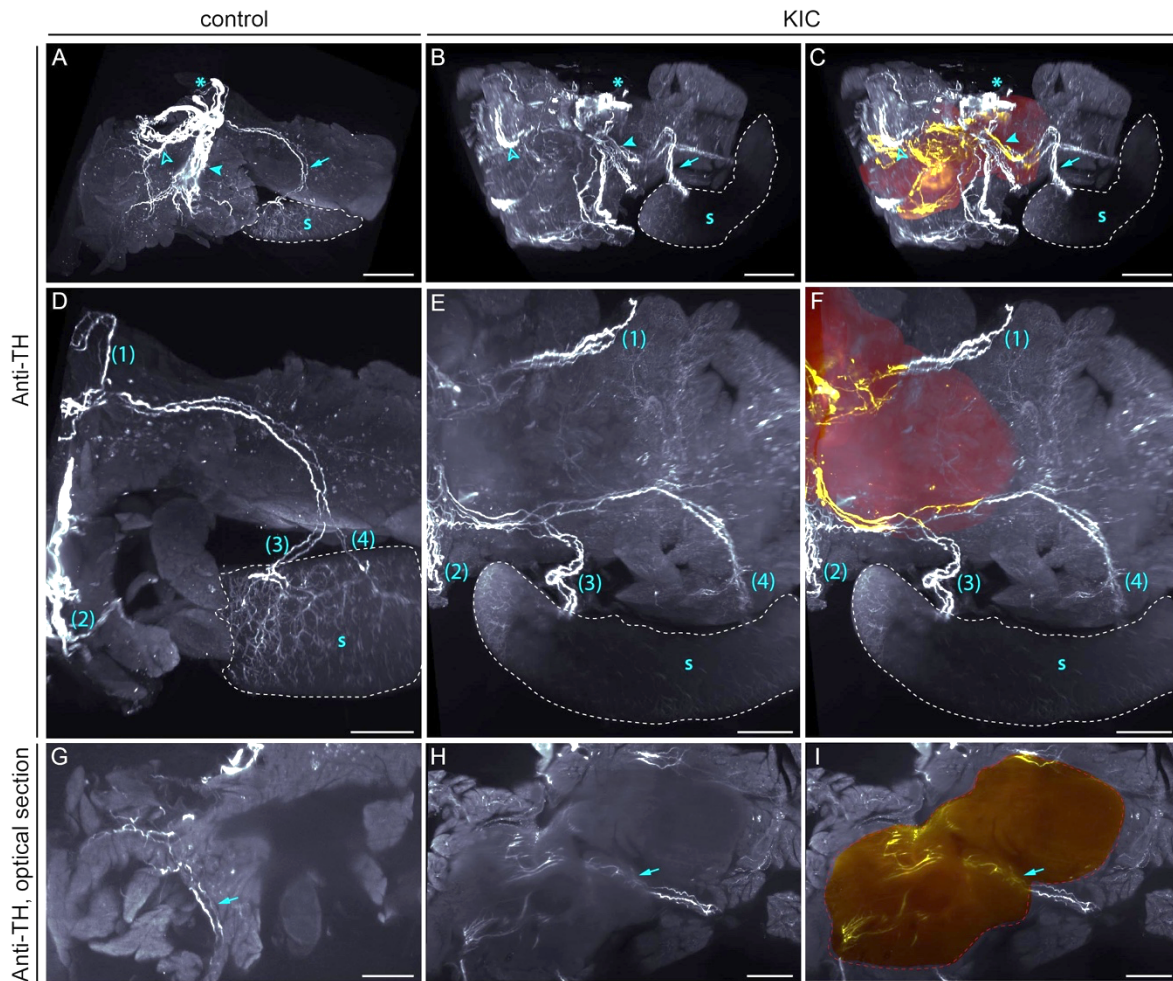 control
KIC
Anti-TH
A
*
s
B
*
s
C
*
s
D
(1)
(2)
(3)
(4)
s
E
(1)
(2)
(3)
(4)
s
F
(1)
(2)
(3)
(4)
s
Anti-TH, optical section
G
H
I